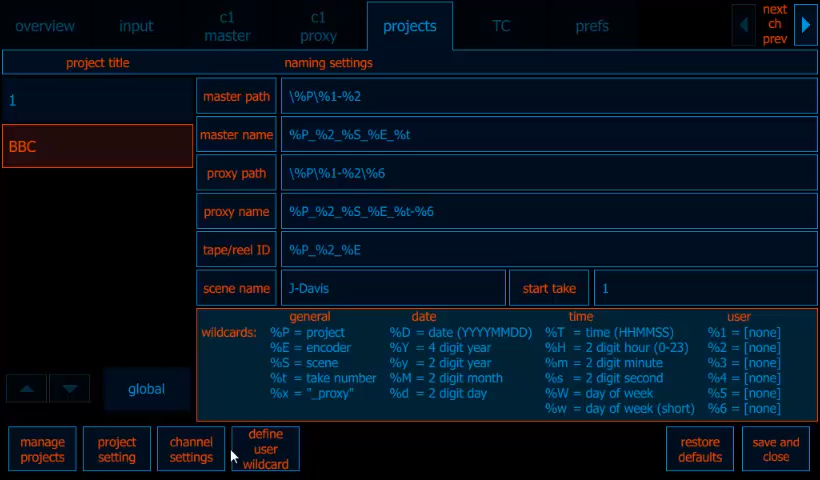 overview
input
c1
master
c1
proxy
projects
TC
prefs
next
ch
prev
project title
naming settings
1
BBC
master path
\%P\%1-%2
master name
%P_%2_%S_%E_%t
proxy path
\%P\%1-%2\%6
proxy name
%P_%2_%S_%E_%t-%6
tape/reel ID
%P_%2_%E
scene name
J-Davis
start take
1
general
date
time
user
wildcards:
%P = project
%D = date (YYYYMMDD)
%T = time (HHMMSS)
%1 = [none]
%E = encoder
%Y = 4 digit year
%H = 2 digit hour (0-23)
%2 = [none]
%S = scene
%y = 2 digit year
%m = 2 digit minute
%3 = [none]
%t = take number
%M = 2 digit month
%s = 2 digit second
%4 = [none]
%x = "_proxy"
%d = 2 digit day
%W = day of week
%5 = [none]
%w = day of week (short)
%6 = [none]
global
manage
projects
project
setting
channel
settings
define
user
wildcard
restore
defaults
save and
close